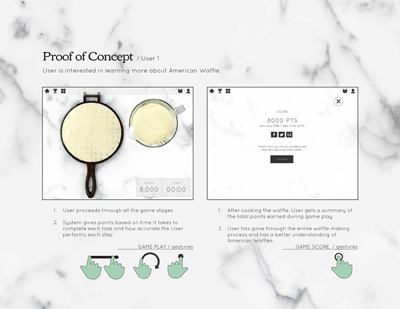 Proof of Concept / User 1
User is interested in learning more about American Waffle
8,000
00:00
SCORE
8000 PTS
1. User proceeds through all the game stages
2. System gives points based on time it takes to
complete each task and how accurate the User
performs each step
GAME PLAY / gestures
1. After cooking the waffle, User gets a summary of
the total points earned during game play
2. User has gone through the entire waffle making
process and has a better understanding of
American Waffles.
GAME SCORE / gestures